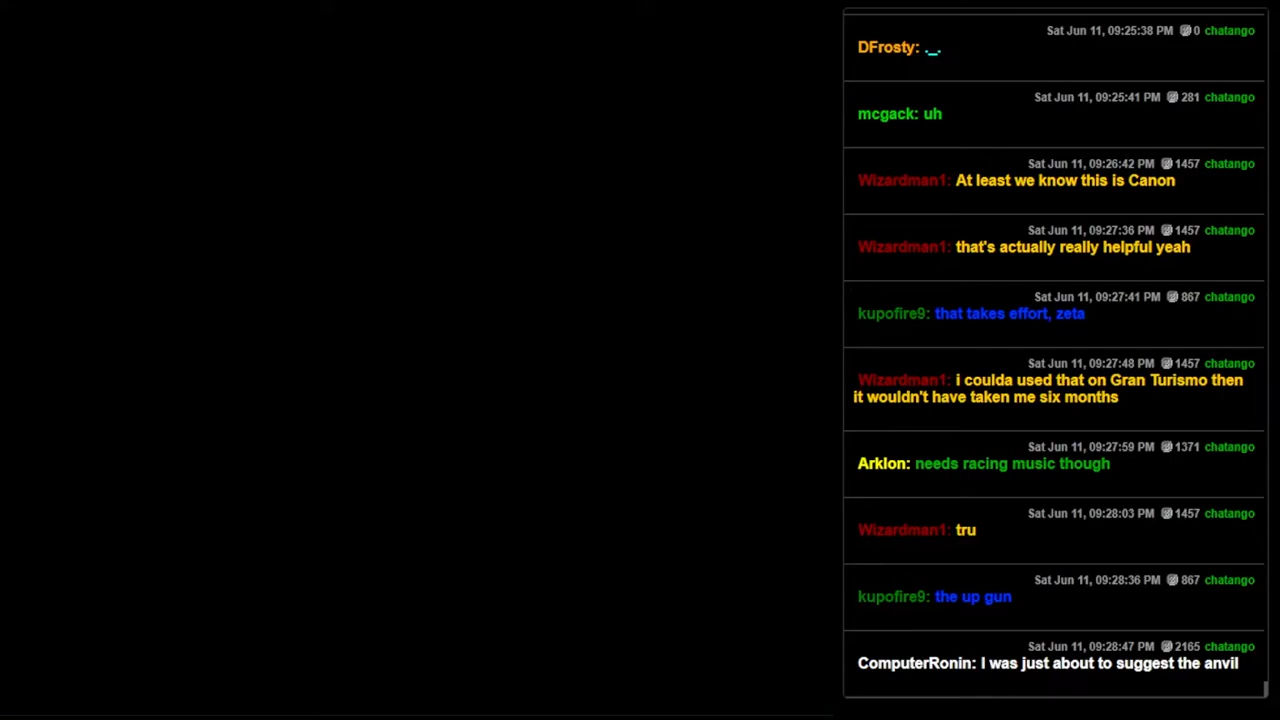 Sat Jun 11, 09:25:38 PM 0 chatango
DFrosty: ._.
Sat Jun 11, 09:25:41 PM 281 chatango
mcgack: uh
Sat Jun 11, 09:26:42 PM 1457 chatango
Wizardman1: At least we know this is Canon
Sat Jun 11, 09:27:36 PM 1457 chatango
Wizardman1: that's actually really helpful yeah
Sat Jun 11, 09:27:41 PM 867 chatango
kupofire9: that takes effort, zeta
Sat Jun 11, 09:27:48 PM 1457 chatango
Wizardman1: i coulda used that on Gran Turismo then
it wouldn't have taken me six months
Sat Jun 11, 09:27:59 PM 1371 chatango
Arklon: needs racing music though
Sat Jun 11, 09:28:03 PM 1457 chatango
Wizardman1: tru
Sat Jun 11, 09:28:36 PM 867 chatango
kupofire9: the up gun
Sat Jun 11, 09:28:47 PM 2165 chatango
ComputerRonin: I was just about to suggest the anvil